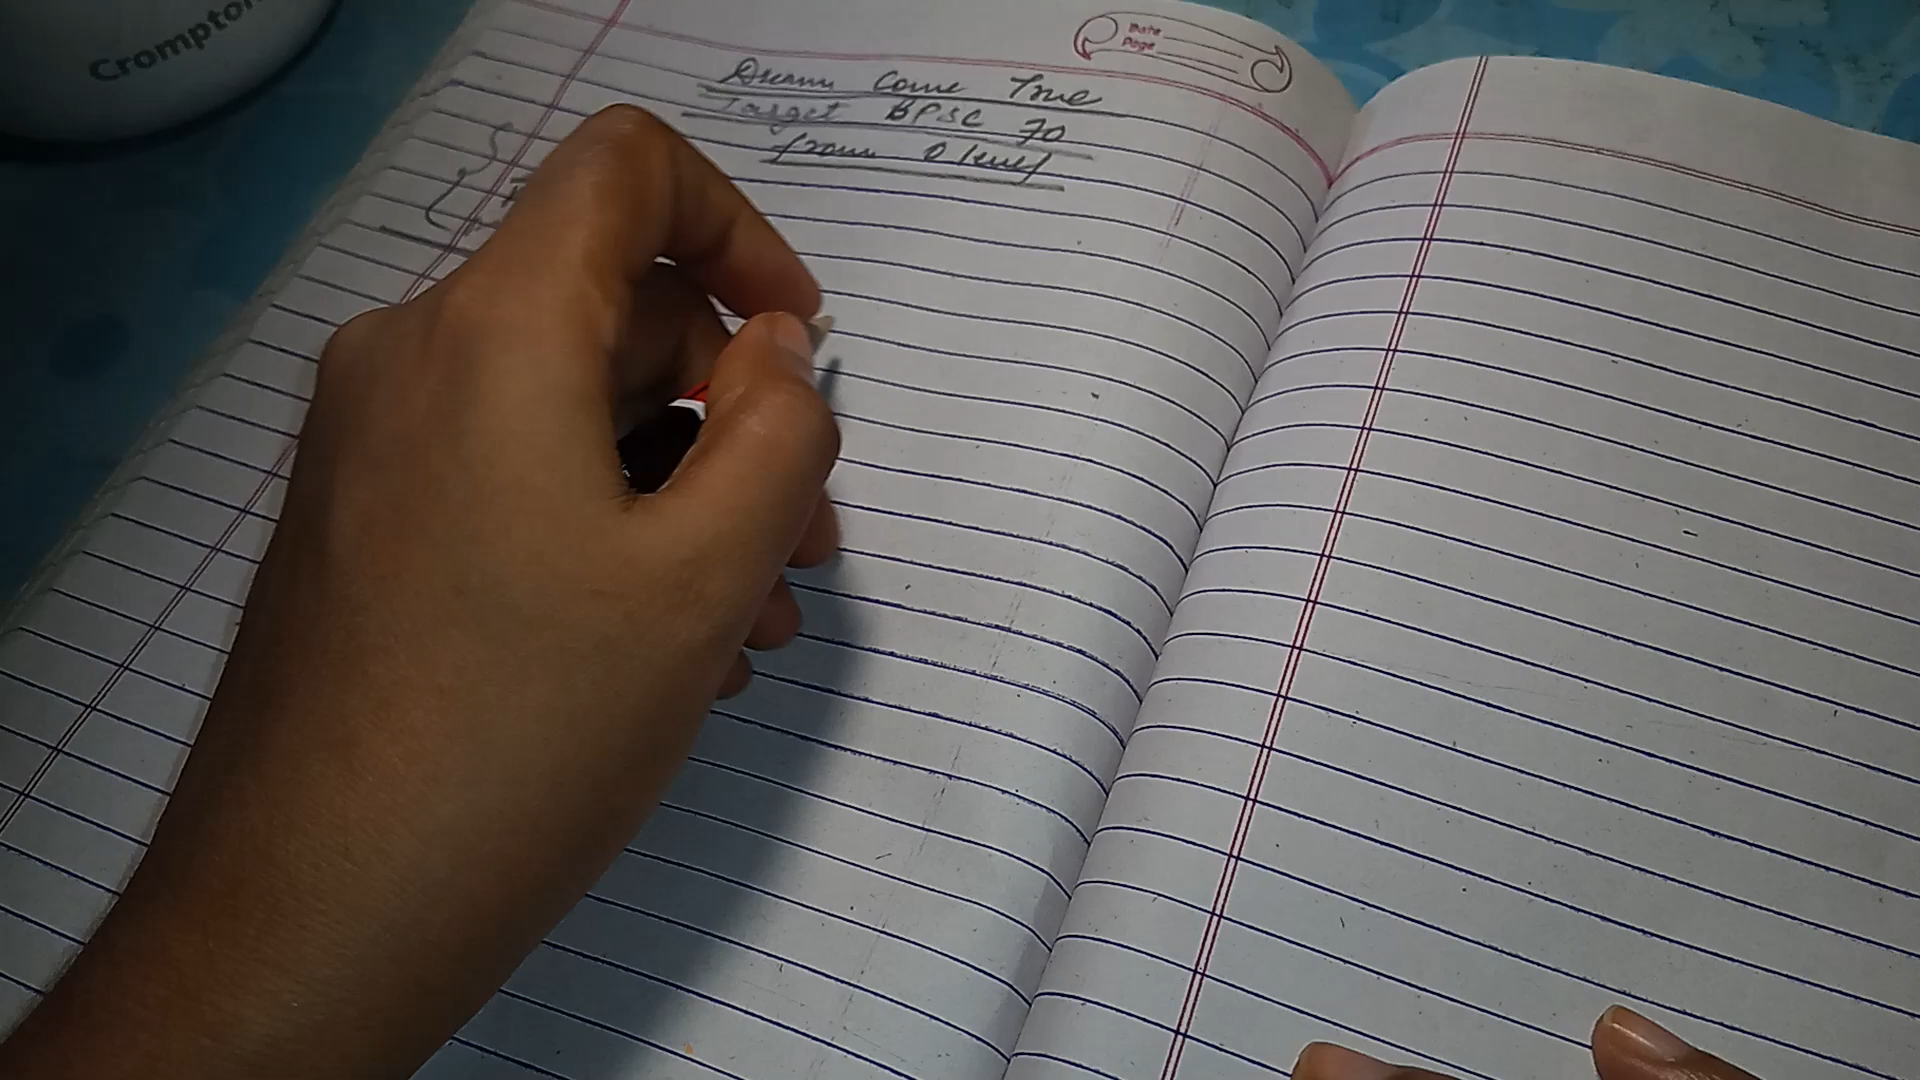 Crompton
Date
Page
Dream Come True
Target BPSC 70
from 0 level